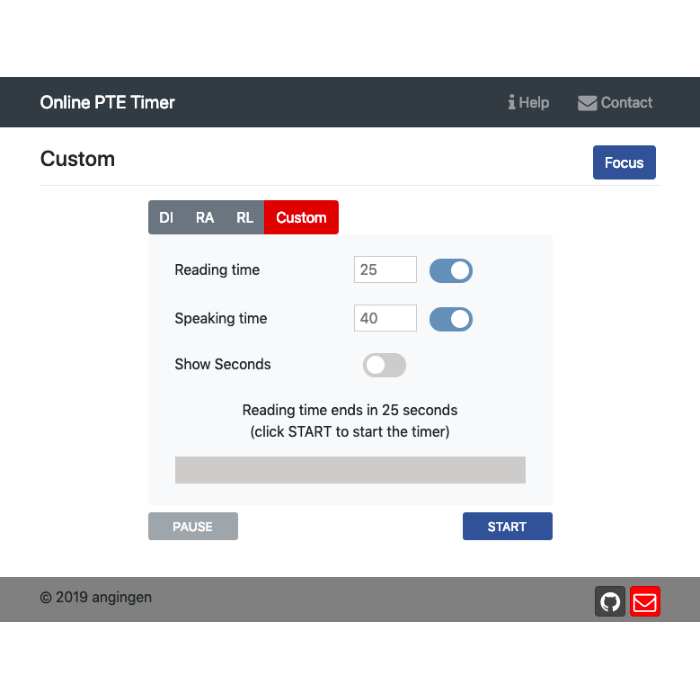 Online PTE Timer Help Contact
Custom Focus
DI RA RL Custom
Reading time 25
Speaking time 40
Show Seconds
Reading time ends in 25 seconds
(click START to start the timer)
PAUSE START
© 2019 angingen